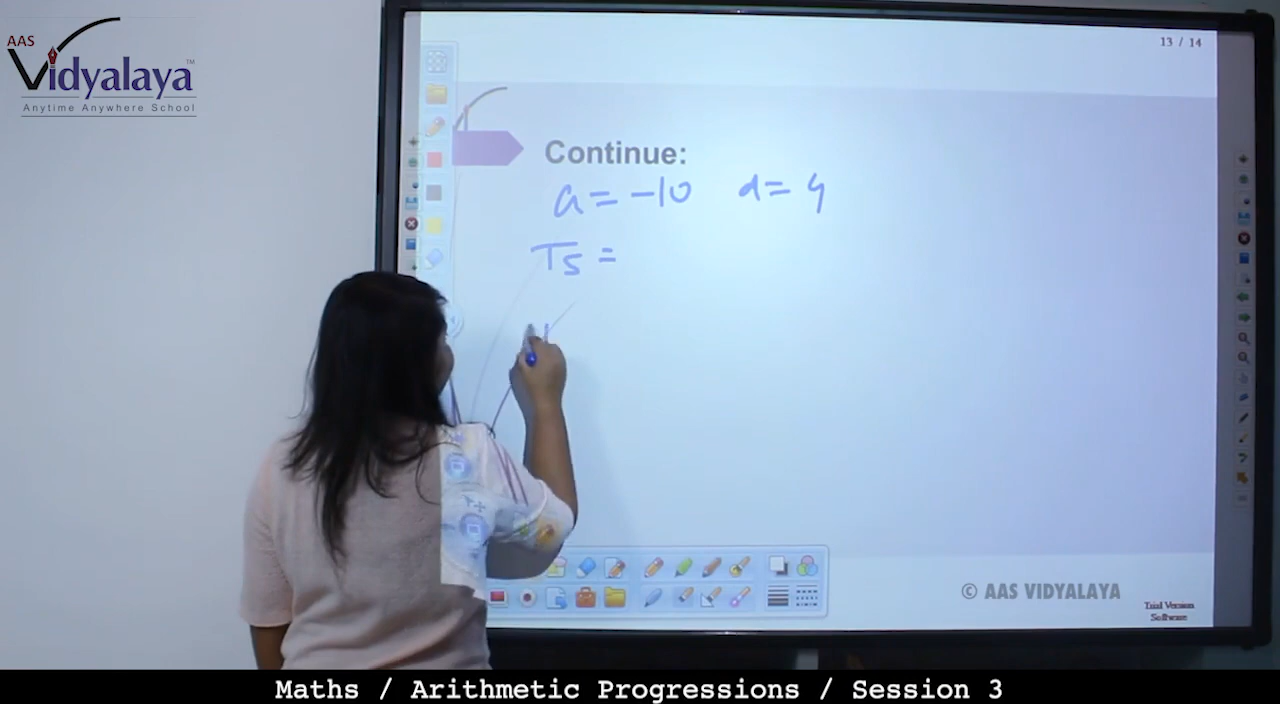 AAS
Vidyalaya™
Anytime Anywhere School
13 / 14
Continue:
a = -10 d = 4
T5 =
© AAS VIDYALAYA
Trial Version
Software
Maths / Arithmetic Progressions / Session 3